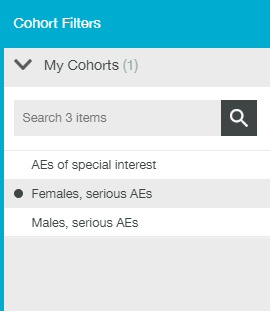 Cohort Filters
My Cohorts (1)
Search 3 items
AEs of special interest
Females, serious AEs
Males, serious AEs